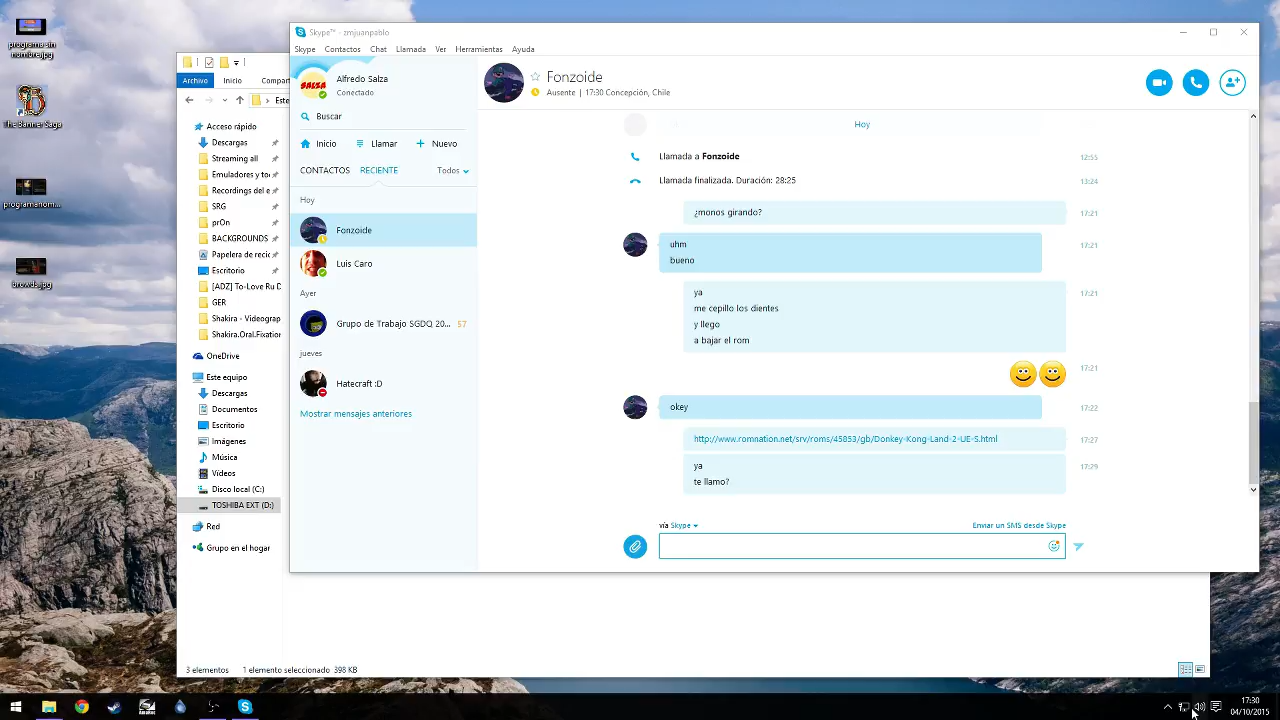 programa sin
nombre.jpg
The Banner Saga
programanom...
browds.jpg
Archivo
Inicio
Compart
Este
Acceso rápido
Descargas
Streaming all
Emuladores y to
Recordings del e
SRG
prOn
BACKGROUNDS
Papelera de reci
Escritorio
[ADZ] To-Love Ru D
GER
Shakira - Videograp
Shakira.Oral.Fixation
OneDrive
Este equipo
Descargas
Documentos
Escritorio
Imágenes
Música
Vídeos
Disco local (C:)
TOSHIBA EXT (D:)
Red
Grupo en el hogar
3 elementos
1 elemento seleccionado 398 KB
Skype™ - zmjuanpablo
Skype
Contactos
Chat
Llamada
Ver
Herramientas
Ayuda
SALZA
Alfredo Salza
Conectado
Buscar
Inicio
Llamar
Nuevo
CONTACTOS
RECIENTE
Todos
Hoy
Fonzoide
Luis Caro
Ayer
Grupo de Trabajo SGDQ 20...
57
jueves
Hatecraft :D
Mostrar mensajes anteriores
Fonzoide
Ausente | 17:30 Concepción, Chile
Hoy
Llamada a Fonzoide
12:55
Llamada finalizada. Duración: 28:25
13:24
¿monos girando?
17:21
uhm
17:21
bueno
ya
17:21
me cepillo los dientes
y llego
a bajar el rom
17:21
okey
17:22
http://www.romnation.net/srv/roms/45853/gb/Donkey-Kong-Land-2-UE-S.html
17:27
ya
17:29
te llamo?
vía Skype
Enviar un SMS desde Skype
17:30
04/10/2015